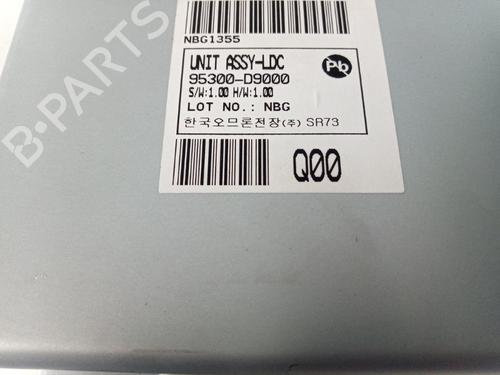 NBG1355
UNIT ASSY-LDC
95300-D9000
S/W:1.00 H/W:1.00
LOT NO.: NBG
한국오므론전장(주) SR73
Pb
Q00
B-PARTS